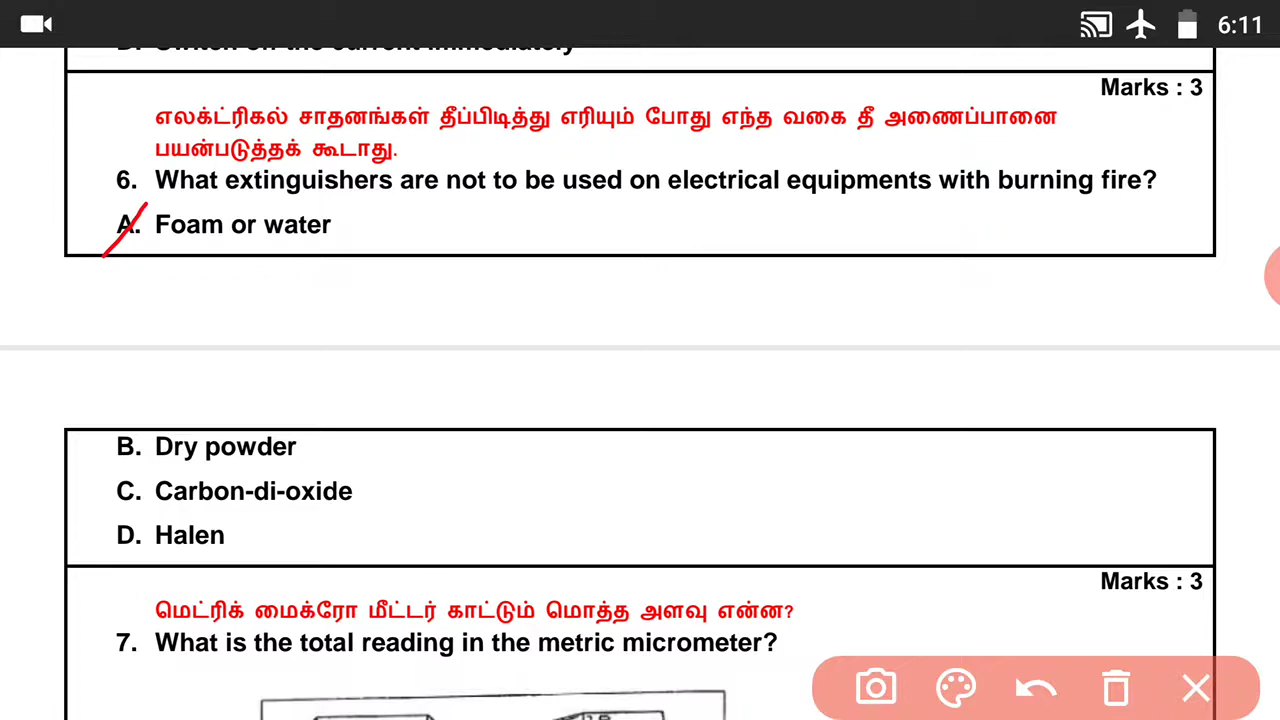 6:11
Marks : 3
எலக்ட்ரிகல் சாதனங்கள் தீப்பிடித்து எரியும் போது எந்த வகை தீ அணைப்பானை
பயன்படுத்தக் கூடாது.
6. What extinguishers are not to be used on electrical equipments with burning fire?
A. Foam or water
B. Dry powder
C. Carbon-di-oxide
D. Halen
Marks : 3
மெட்ரிக் மைக்ரோ மீட்டர் காட்டும் மொத்த அளவு என்ன?
7. What is the total reading in the metric micrometer?